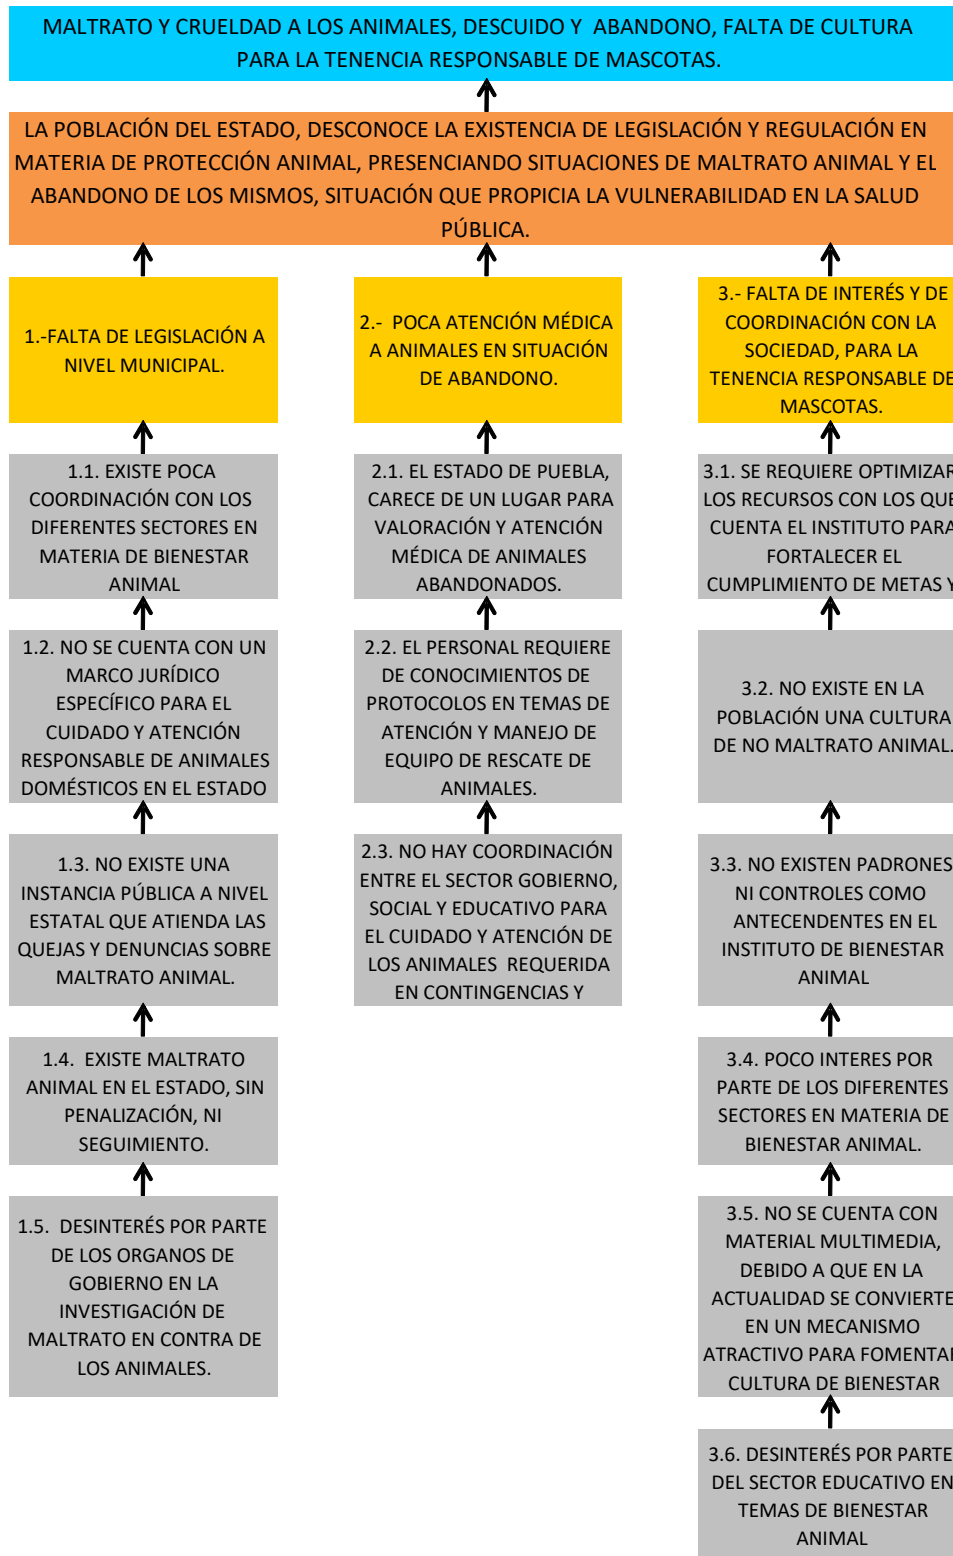 MALTRATO Y CRUELDAD A LOS ANIMALES, DESCUIDO Y ABANDONO, FALTA DE CULTURA
PARA LA TENENCIA RESPONSABLE DE MASCOTAS.
LA POBLACIÓN DEL ESTADO, DESCONOCE LA EXISTENCIA DE LEGISLACIÓN Y REGULACIÓN EN
MATERIA DE PROTECCIÓN ANIMAL, PRESENCIANDO SITUACIONES DE MALTRATO ANIMAL Y EL
ABANDONO DE LOS MISMOS, SITUACIÓN QUE PROPICIA LA VULNERABILIDAD EN LA SALUD
PÚBLICA.
1.-FALTA DE LEGISLACIÓN A
NIVEL MUNICIPAL.
1.1. EXISTE POCA
COORDINACIÓN CON LOS
DIFERENTES SECTORES EN
MATERIA DE BIENESTAR
ANIMAL
1.2. NO SE CUENTA CON UN
MARCO JURÍDICO
ESPECÍFICO PARA EL
CUIDADO Y ATENCIÓN
RESPONSABLE DE ANIMALES
DOMÉSTICOS EN EL ESTADO
1.3. NO EXISTE UNA
INSTANCIA PÚBLICA A NIVEL
ESTATAL QUE ATIENDA LAS
QUEJAS Y DENUNCIAS SOBRE
MALTRATO ANIMAL.
1.4. EXISTE MALTRATO
ANIMAL EN EL ESTADO, SIN
PENALIZACIÓN, NI
SEGUIMIENTO.
1.5. DESINTERÉS POR PARTE
DE LOS ORGANOS DE
GOBIERNO EN LA
INVESTIGACIÓN DE
MALTRATO EN CONTRA DE
LOS ANIMALES.
2.- POCA ATENCIÓN MÉDICA
A ANIMALES EN SITUACIÓN
DE ABANDONO.
2.1. EL ESTADO DE PUEBLA,
CARECE DE UN LUGAR PARA
VALORACIÓN Y ATENCIÓN
MÉDICA DE ANIMALES
ABANDONADOS.
2.2. EL PERSONAL REQUIERE
DE CONOCIMIENTOS DE
PROTOCOLOS EN TEMAS DE
ATENCIÓN Y MANEJO DE
EQUIPO DE RESCATE DE
ANIMALES.
2.3. NO HAY COORDINACIÓN
ENTRE EL SECTOR GOBIERNO,
SOCIAL Y EDUCATIVO PARA
EL CUIDADO Y ATENCIÓN DE
LOS ANIMALES REQUERIDA
EN CONTINGENCIAS Y
3.- FALTA DE INTERÉS Y DE
COORDINACIÓN CON LA
SOCIEDAD, PARA LA
TENENCIA RESPONSABLE DE
MASCOTAS.
3.1. SE REQUIERE OPTIMIZAR
LOS RECURSOS CON LOS QUE
CUENTA EL INSTITUTO PARA
FORTALECER EL
CUMPLIMIENTO DE METAS Y
3.2. NO EXISTE EN LA
POBLACIÓN UNA CULTURA
DE NO MALTRATO ANIMAL.
3.3. NO EXISTEN PADRONES
NI CONTROLES COMO
ANTECENDENTES EN EL
INSTITUTO DE BIENESTAR
ANIMAL
3.4. POCO INTERES POR
PARTE DE LOS DIFERENTES
SECTORES EN MATERIA DE
BIENESTAR ANIMAL.
3.5. NO SE CUENTA CON
MATERIAL MULTIMEDIA,
DEBIDO A QUE EN LA
ACTUALIDAD SE CONVIERTE
EN UN MECANISMO
ATRACTIVO PARA FOMENTAR
CULTURA DE BIENESTAR
3.6. DESINTERÉS POR PARTE
DEL SECTOR EDUCATIVO EN
TEMAS DE BIENESTAR
ANIMAL